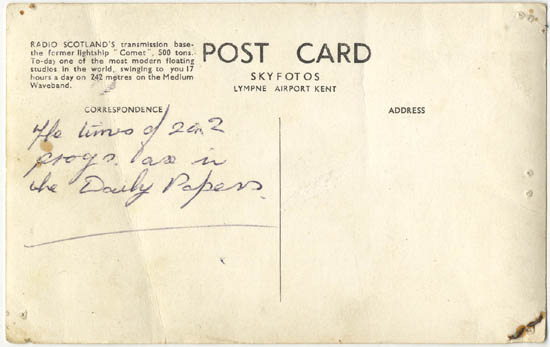 RADIO SCOTLAND'S transmission base-
the former lightship "Comet", 500 tons.
To-day one of the most modern floating
studios in the world, swinging to you 17
hours a day on 242 metres on the Medium
Waveband.
POST CARD
SKYFOTOS
LYMPNE AIRPORT KENT
CORRESPONDENCE
ADDRESS
The times of
progs. are in
the Daily Papers